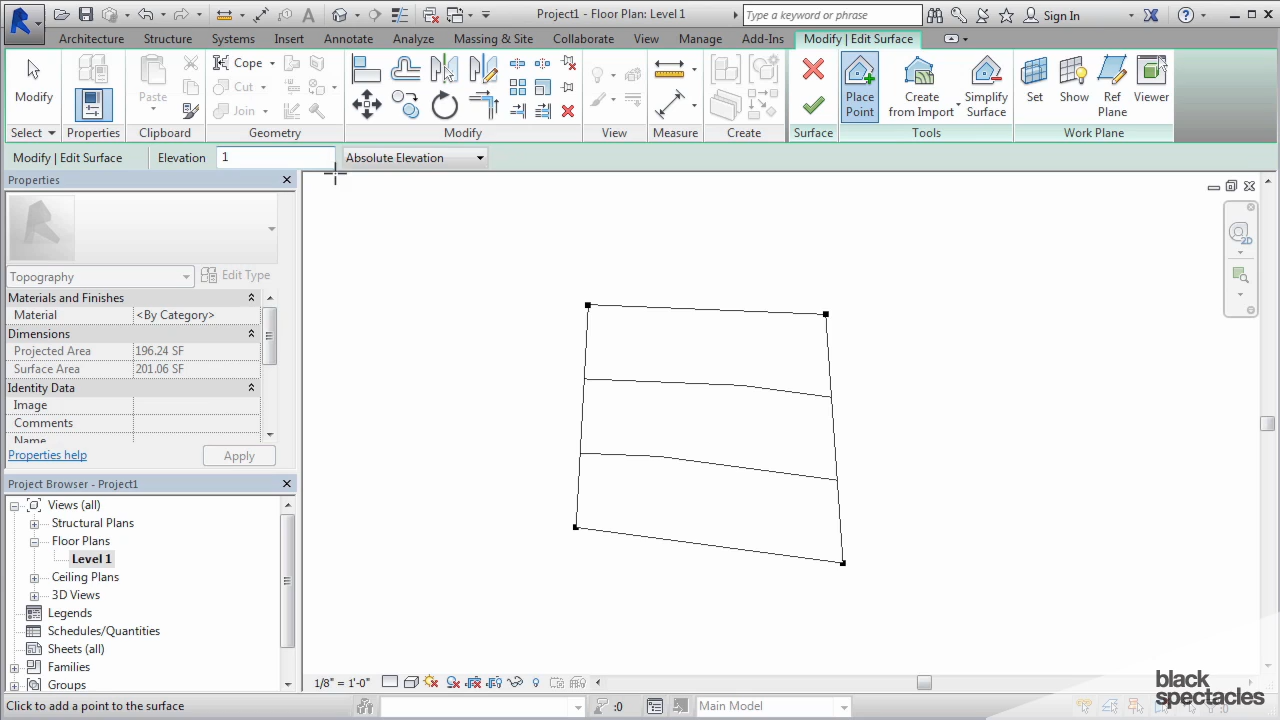 Project1 - Floor Plan: Level 1
Type a keyword or phrase
Sign In
Architecture Structure Systems Insert Annotate Analyze Massing & Site Collaborate View Manage Add-Ins Modify | Edit Surface
Modify
Paste
Cope
Cut
Join
Place Point
Create from Import
Simplify Surface
Set
Show
Ref Plane
Viewer
Select Properties Clipboard Geometry Modify View Measure Create Surface Tools Work Plane
Modify | Edit Surface Elevation 1 Absolute Elevation
Properties
Topography Edit Type
Materials and Finishes
Material <By Category>
Dimensions
Projected Area 196.24 SF
Surface Area 201.06 SF
Identity Data
Image
Comments
Name
Properties help Apply
Project Browser - Project1
Views (all)
Structural Plans
Floor Plans
Level 1
Ceiling Plans
3D Views
Legends
Schedules/Quantities
Sheets (all)
Families
Groups
2D
1/8" = 1'-0"
Click to add a point to the surface
:0
Main Model
:0
black
spectacles